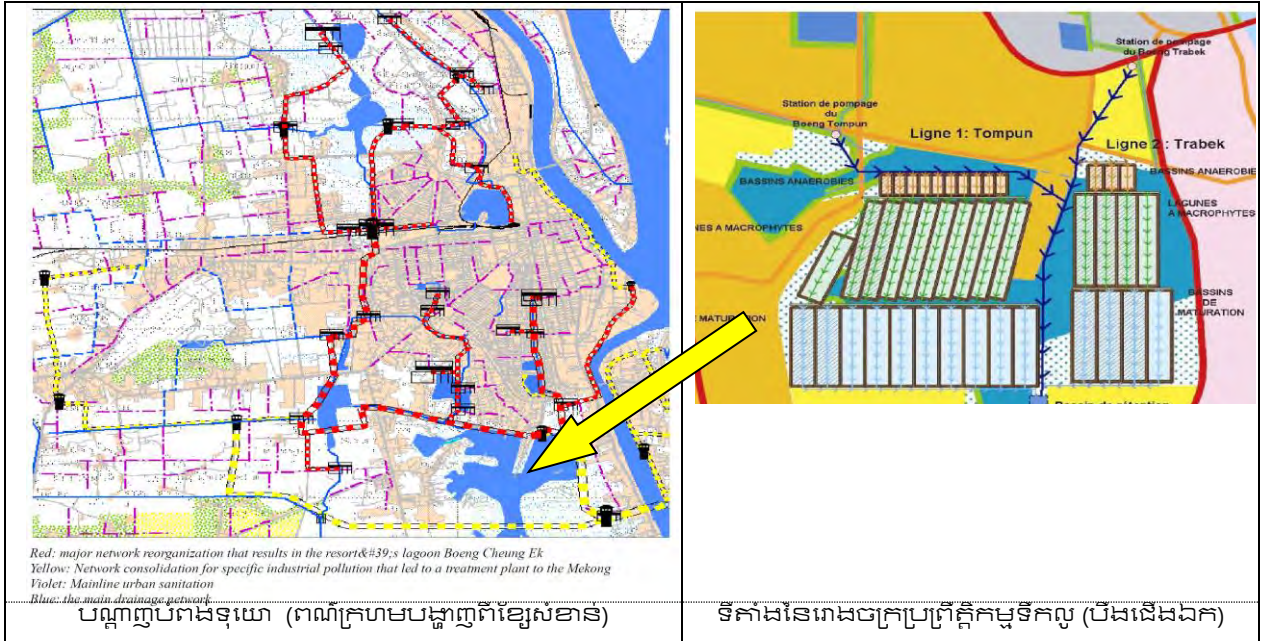 Red: major network reorganization that results in the resort&#39;s lagoon Boeng Cheung Ek
Yellow: Network consolidation for specific industrial pollution that led to a treatment plant to the Mekong
Violet: Mainline urban sanitation
Blue: the main drainage network
បណ្តាញបំពង់ទុយោ (ពណ៌ក្រហមបង្ហាញពីខ្សែសំខាន់)
Station de pompage
du Boeng Trabek
Station de pompage
du
Boeng Tompun
Ligne 1: Tompun
Ligne 2 : Trabek
BASSINS ANAEROBIES
BASSINS ANAEROBIE
LAGUNES
A MACROPHYTES
NES A MACROPHYTES
BASSINS
DE
MATURATION
E MATURATION
ទីតាំងនៃរោងចក្រប្រព្រឹត្តិកម្មទឹកលូ (បឹងជើងឯក)